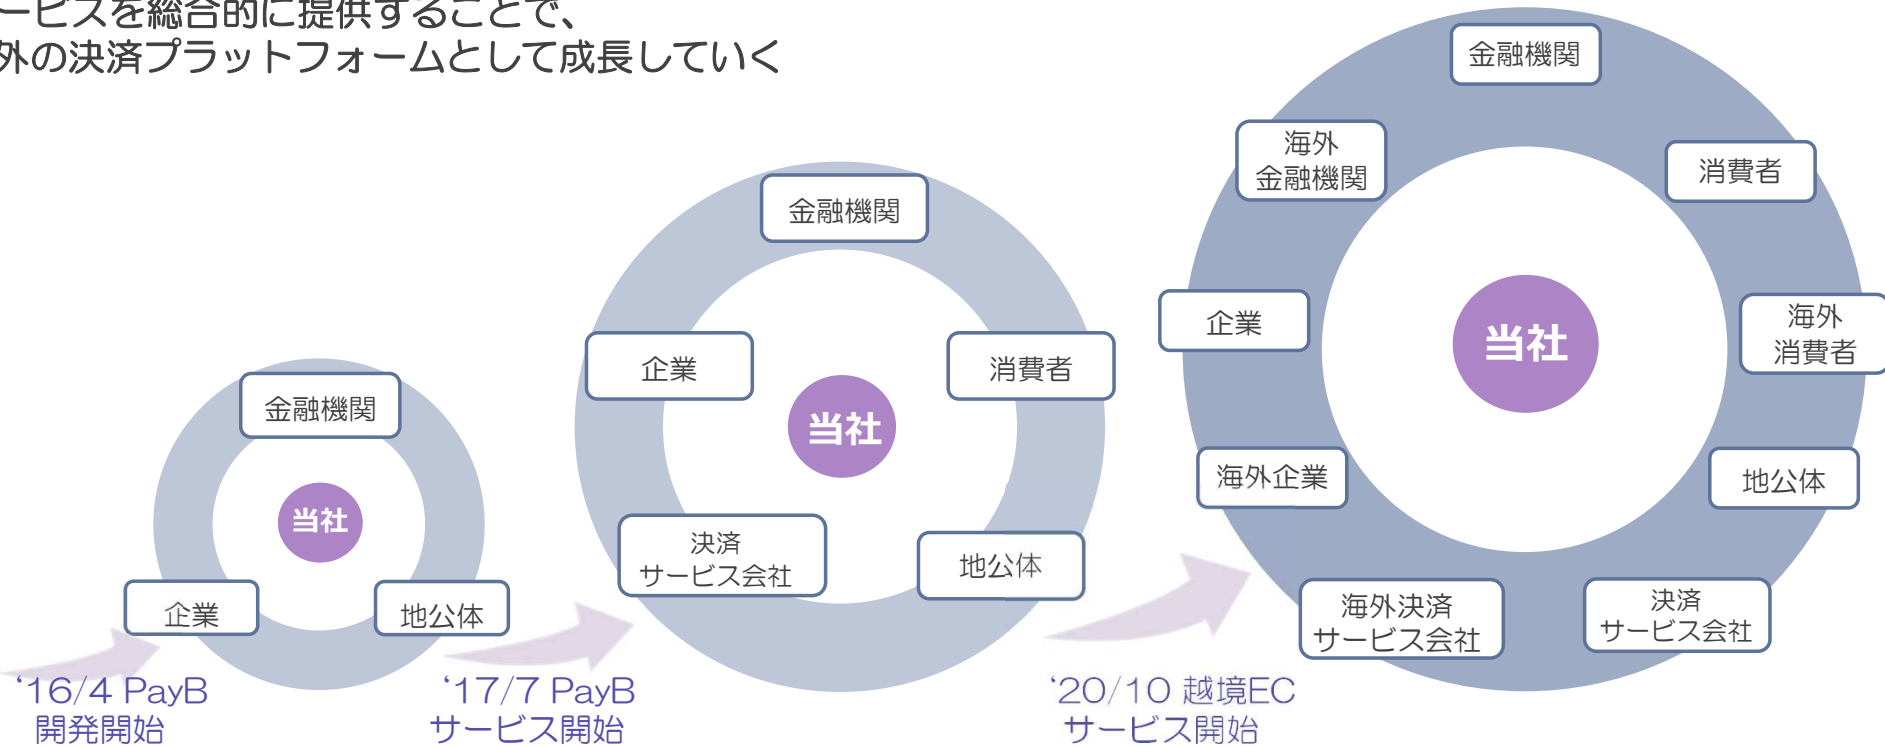 ービスを総合的に提供することで、
外の決済プラットフォームとして成長していく
金融機関
当社
企業
地公体
‘16/4 PayB
開発開始
金融機関
企業
消費者
当社
決済
サービス会社
地公体
‘17/7 PayB
サービス開始
金融機関
海外
金融機関
消費者
企業
当社
海外
消費者
海外企業
地公体
海外決済
サービス会社
決済
サービス会社
‘20/10 越境EC
サービス開始